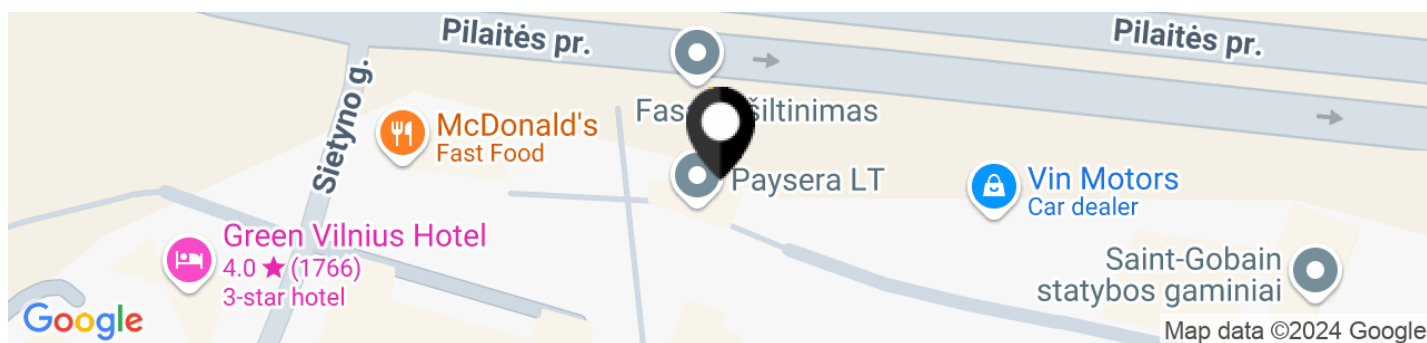 Pilaitės pr.
Pilaitės pr.
Sietyno g.
McDonald's
Fast Food
šiltinimas
Paysera LT
Vin Motors
Car dealer
Green Vilnius Hotel
4.0 ★ (1766)
3-star hotel
Saint-Gobain
statybos gaminiai
Google
Map data ©2024 Google